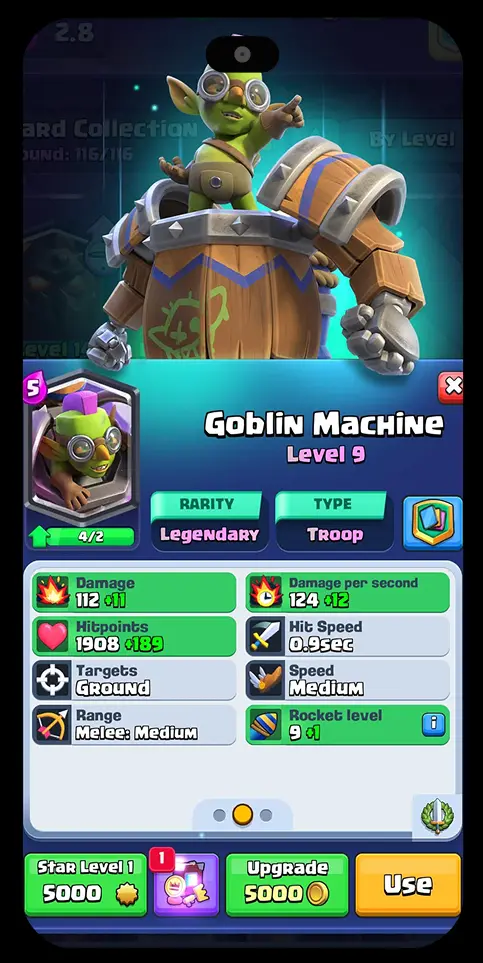 2.8
ard Collection
By Level
ound: 116/116
evel 14
5
Goblin Machine
Level 9
4/2
RARITY
TYPE
Legendary
Troop
Damage
112 +11
Damage per second
124 +12
Hitpoints
1908 +189
Hit Speed
0.9sec
Targets
Ground
Speed
Medium
Range
Melee: Medium
Rocket level
9 +1
i
Star Level 1
5000
1
Upgrade
5000
Use